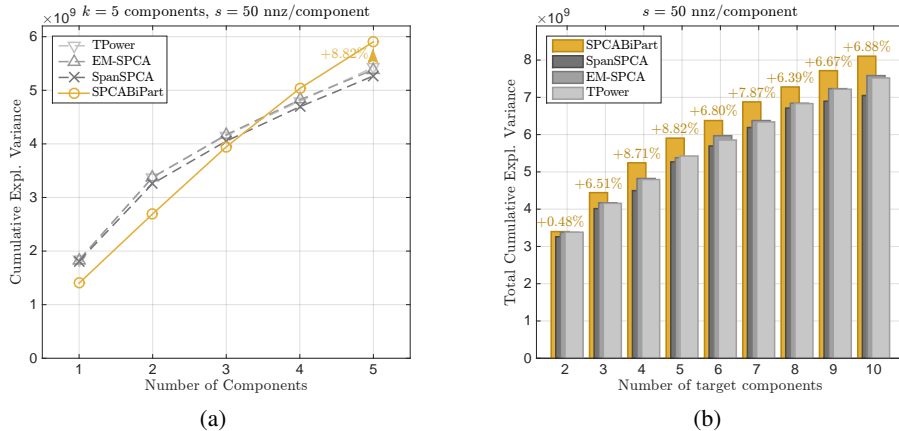 k = 5 components, s = 50 nnz/component
×10⁹
TPower
EM-SPCA
SpanSPCA
SPCABiPart
+8.82%
Cumulative Expl. Variance
6
5
4
3
2
1
0
1 2 3 4 5
Number of Components
(a)
s = 50 nnz/component
×10⁹
SPCABiPart
SpanSPCA
EM-SPCA
TPower
+0.48%
+6.51%
+8.71%
+8.82%
+6.80%
+7.87%
+6.39%
+6.67%
+6.88%
Total Cumulative Expl. Variance
8
7
6
5
4
3
2
1
0
2 3 4 5 6 7 8 9 10
Number of target components
(b)